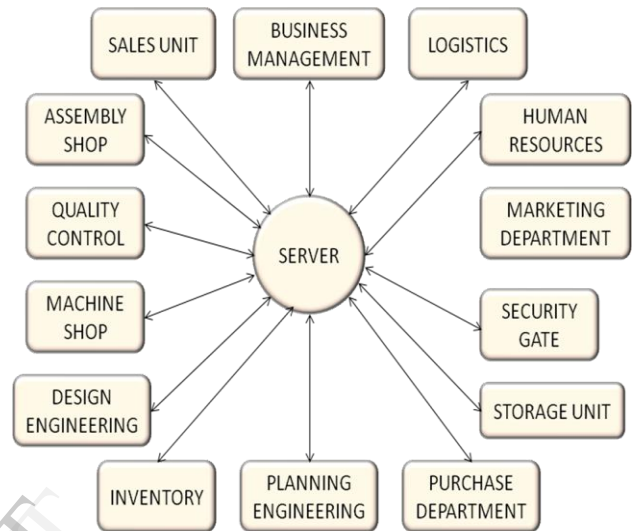 SALES UNIT
BUSINESS
MANAGEMENT
LOGISTICS
ASSEMBLY
SHOP
HUMAN
RESOURCES
QUALITY
CONTROL
MARKETING
DEPARTMENT
SERVER
MACHINE
SHOP
SECURITY
GATE
DESIGN
ENGINEERING
STORAGE UNIT
INVENTORY
PLANNING
ENGINEERING
PURCHASE
DEPARTMENT